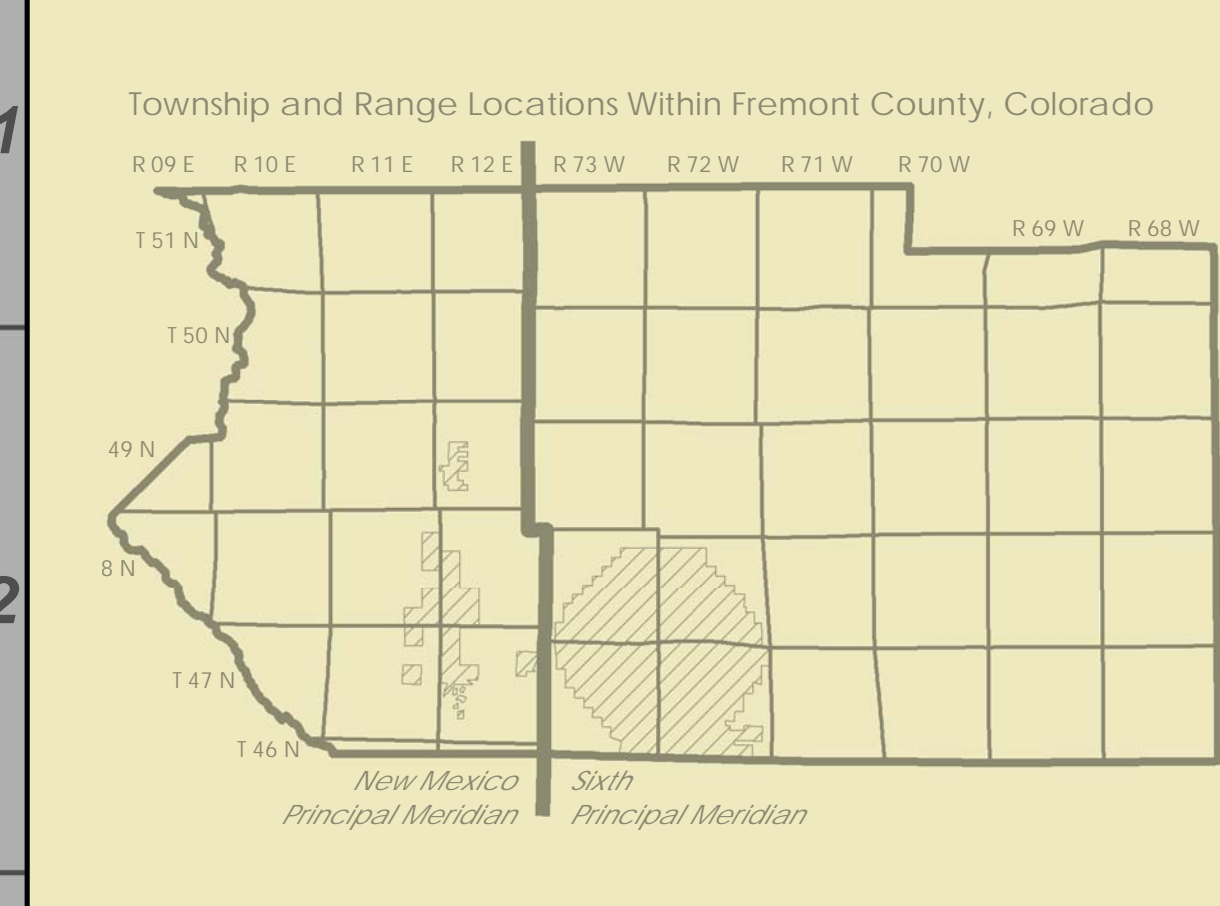 1
2
Township and Range Locations Within Fremont County, Colorado
R 09 E R 10 E R 11 E R 12 E R 73 W R 72 W R 71 W R 70 W
R 69 W R 68 W
T 51 N
T 50 N
49 N
8 N
T 47 N
T 46 N
New Mexico
Principal Meridian
Sixth
Principal Meridian